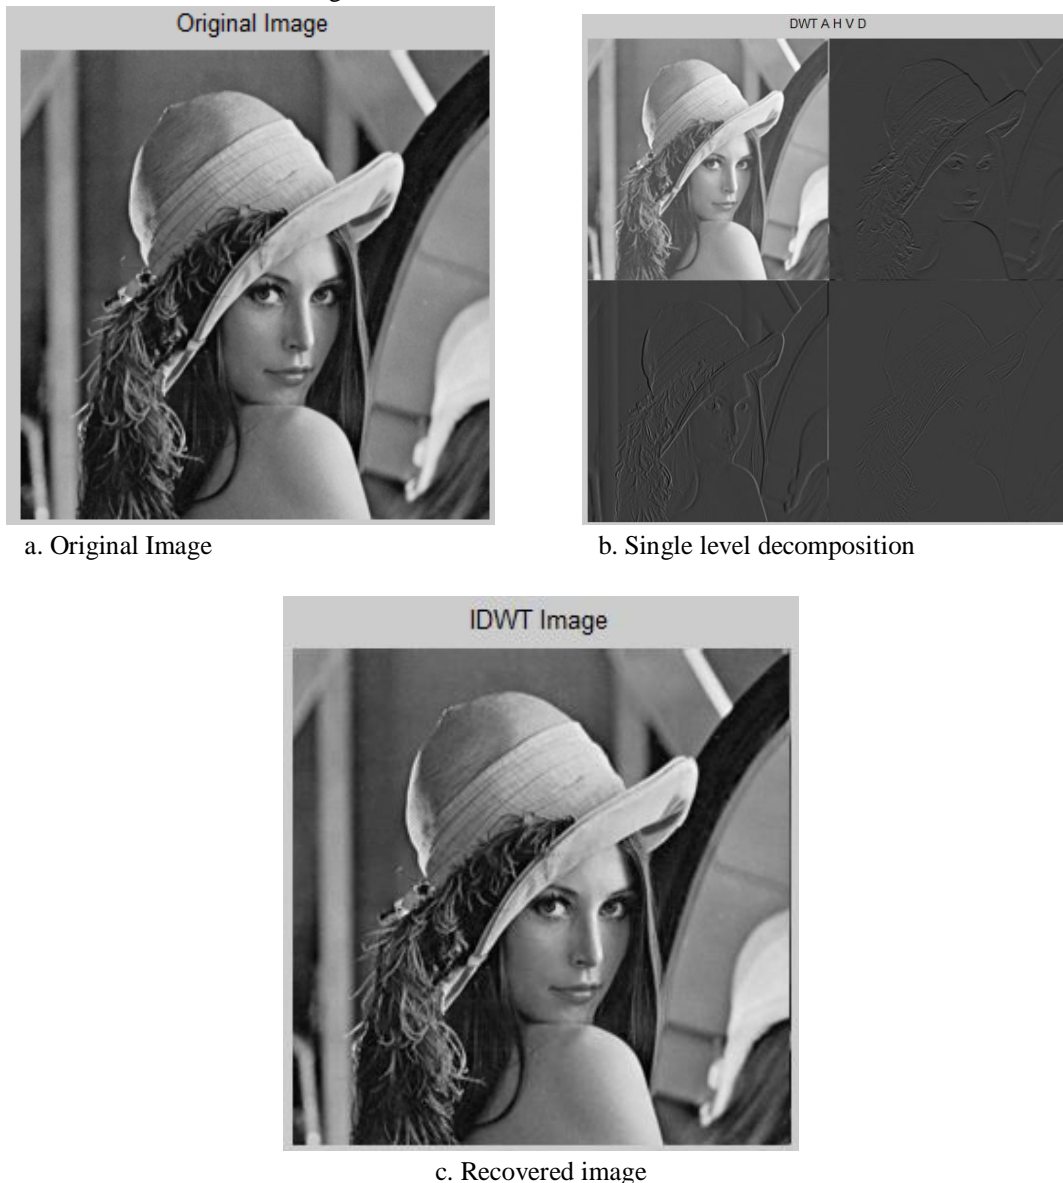 Original Image
DWT A H V D
a. Original Image
b. Single level decomposition
IDWT Image
c. Recovered image